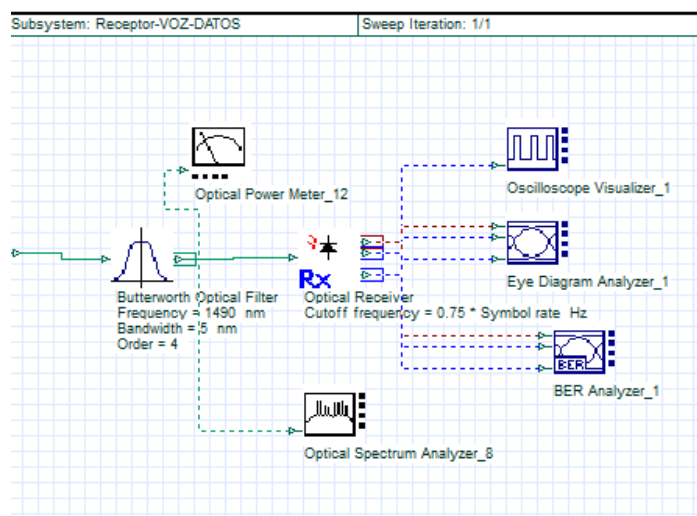 Subsystem: Receptor-VOZ-DATOS
Sweep Iteration: 1/1
Optical Power Meter_12
Oscilloscope Visualizer_1
Rx
Butterworth Optical Filter
Frequency = 1490 nm
Bandwidth = 5 nm
Order = 4
Optical Receiver
Cutoff frequency = 0.75 * Symbol rate Hz
Eye Diagram Analyzer_1
BER
BER Analyzer_1
Optical Spectrum Analyzer_8